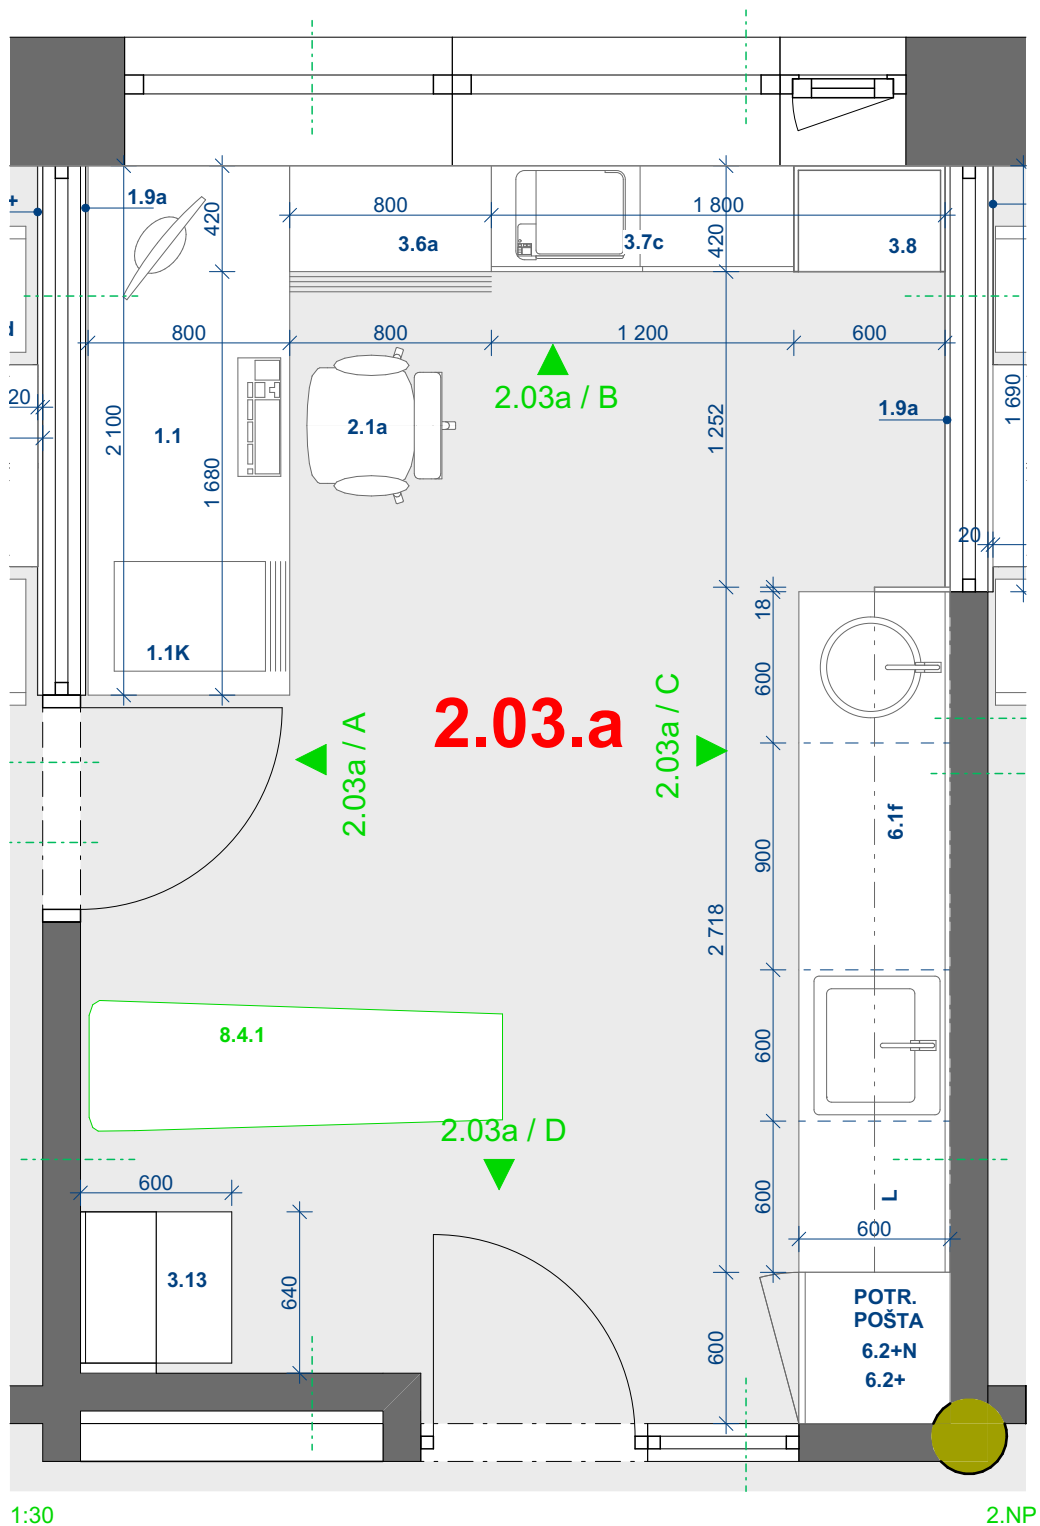 +
1.9a
420
800
3.6a
3.7c
1 800
420
3.8
800
800
1 200
600
2.03a / B
20
2 100
1.1
1 680
2.1a
1 252
1.9a
1 690
20
1.1K
18
600
2.03.a
2.03a / A
2.03a / C
900
6.1f
2 718
8.4.1
600
2.03a / D
600
600
L
600
3.13
640
600
POTR.
POŠTA
6.2+N
6.2+
1:30
2.NP